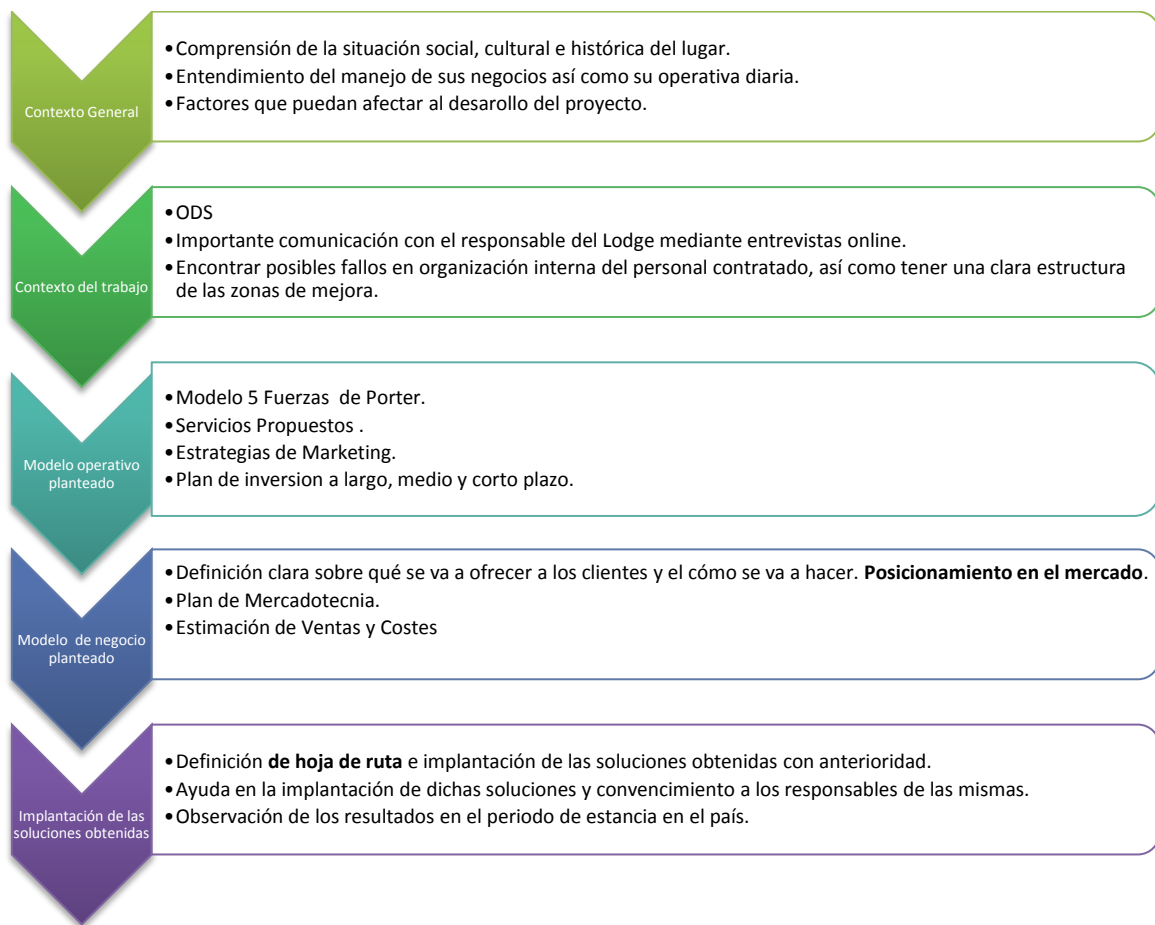 Contexto General
•Comprensión de la situación social, cultural e histórica del lugar.
•Entendimiento del manejo de sus negocios así como su operativa diaria.
•Factores que puedan afectar al desarollo del proyecto.
Contexto del trabajo
•ODS
•Importante comunicación con el responsable del Lodge mediante entrevistas online.
•Encontrar posibles fallos en organización interna del personal contratado, así como tener una clara estructura
de las zonas de mejora.
Modelo operativo
planteado
•Modelo 5 Fuerzas de Porter.
•Servicios Propuestos .
•Estrategias de Marketing.
•Plan de inversion a largo, medio y corto plazo.
Modelo de negocio
planteado
•Definición clara sobre qué se va a ofrecer a los clientes y el cómo se va a hacer. Posicionamiento en el mercado.
•Plan de Mercadotecnia.
•Estimación de Ventas y Costes
Implantación de las
soluciones obtenidas
•Definición de hoja de ruta e implantación de las soluciones obtenidas con anterioridad.
•Ayuda en la implantación de dichas soluciones y convencimiento a los responsables de las mismas.
•Observación de los resultados en el periodo de estancia en el país.